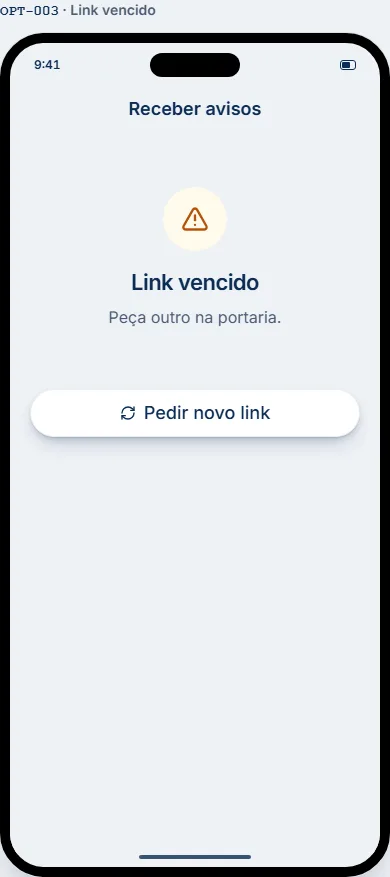 OPT-003 · Link vencido
9:41
Receber avisos
Link vencido
Peça outro na portaria.
Pedir novo link